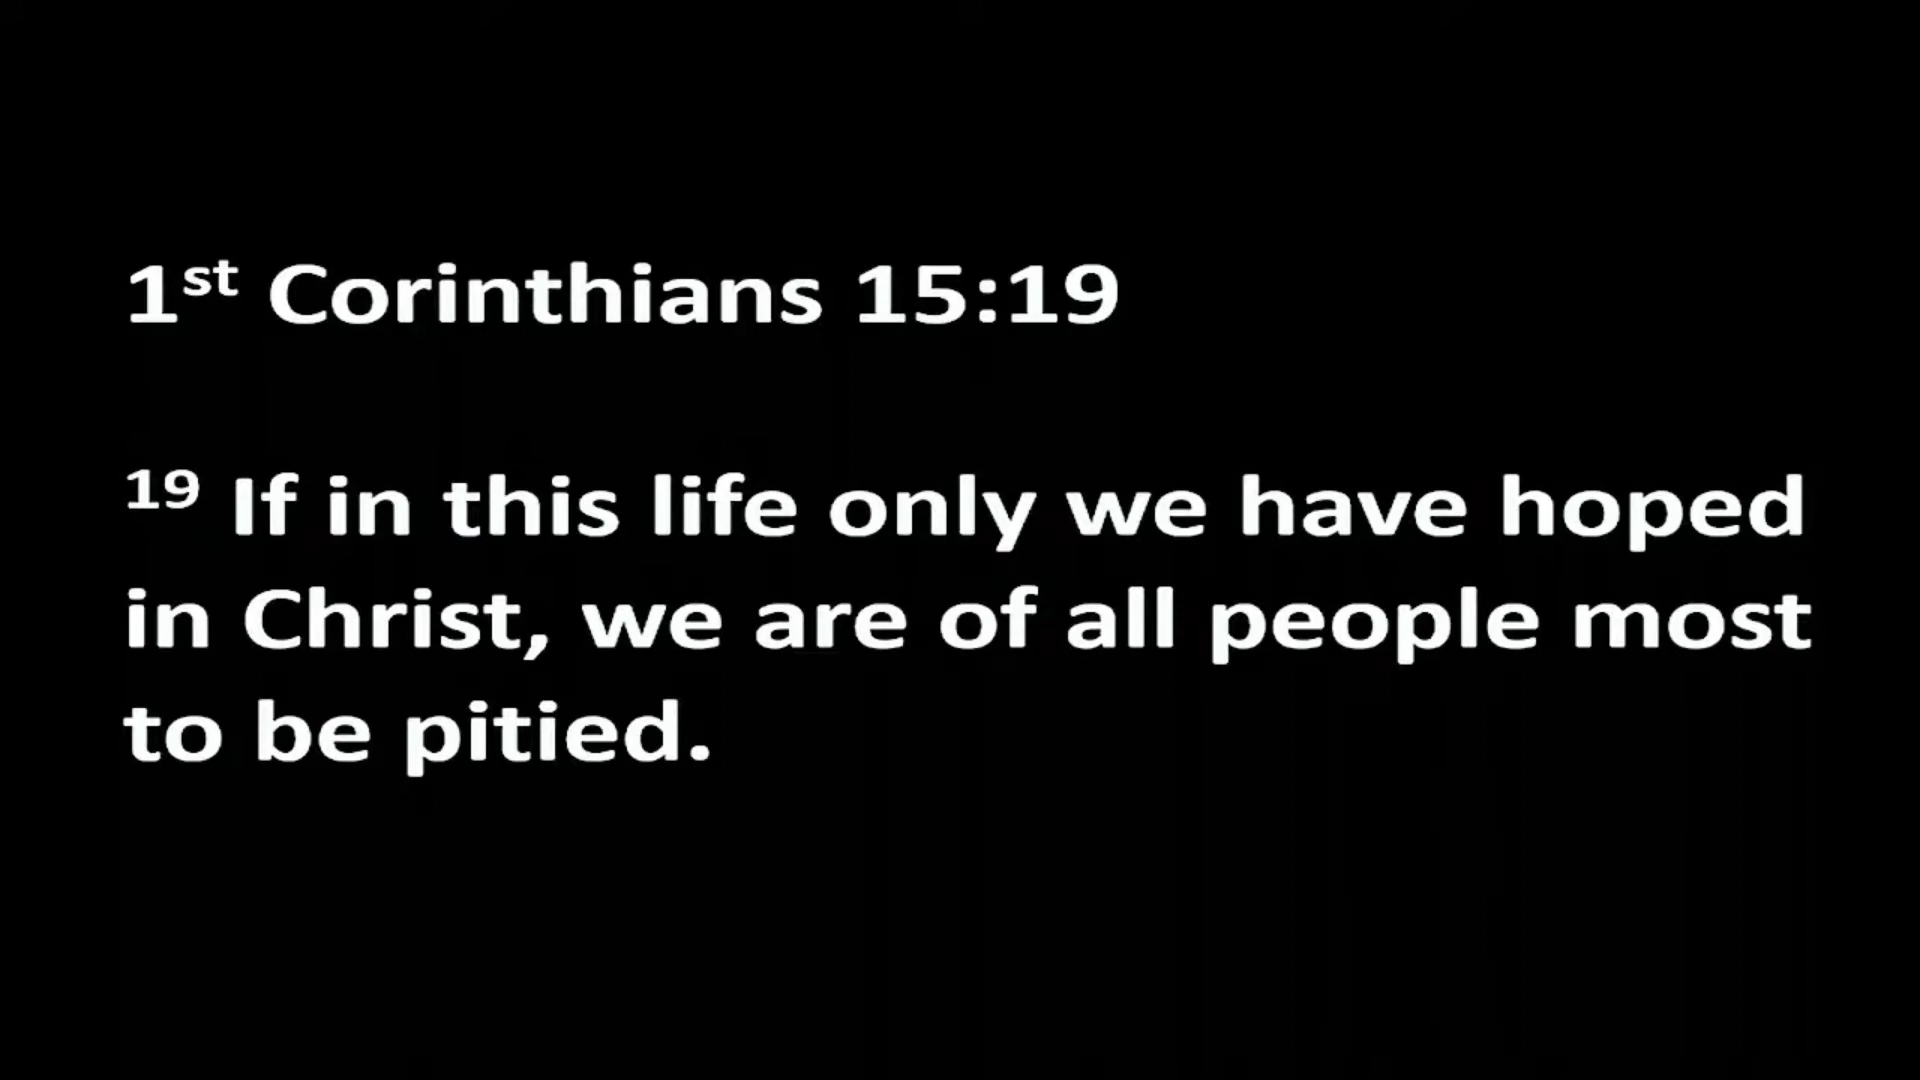 1st Corinthians 15:19
19 If in this life only we have hoped
in Christ, we are of all people most
to be pitied.